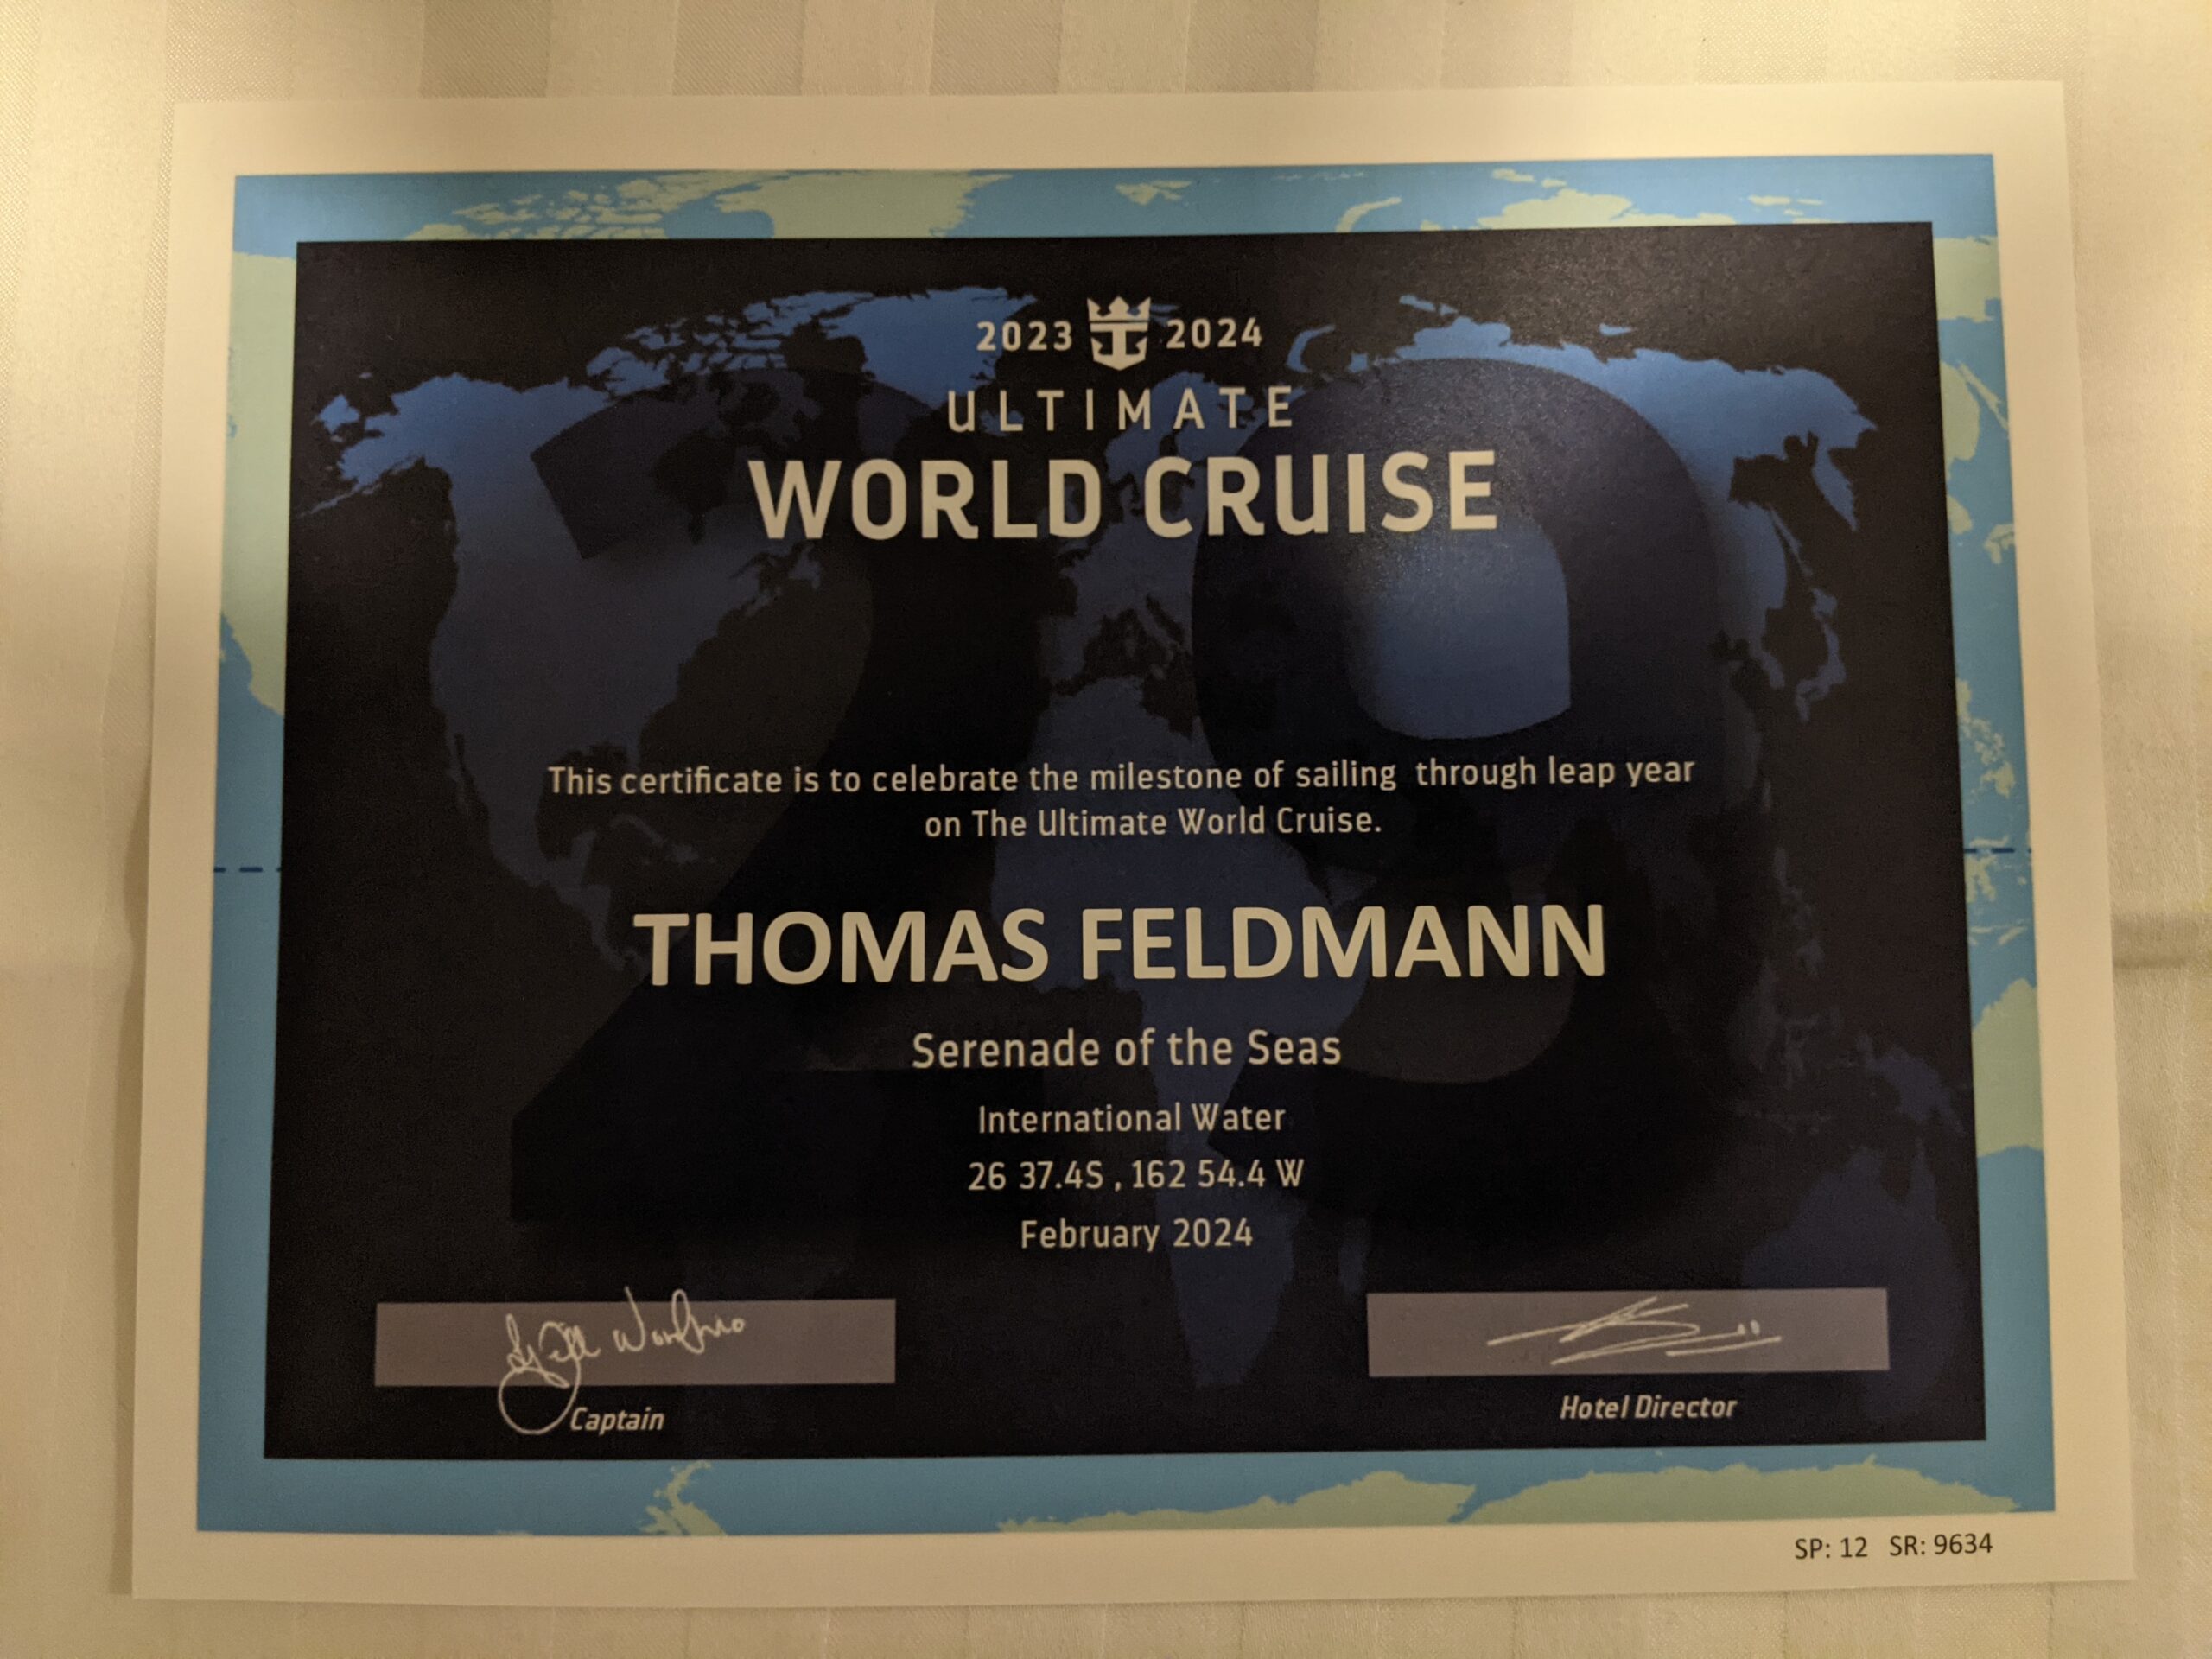 2023 2024
ULTIMATE
WORLD CRUISE
29
This certificate is to celebrate the milestone of sailing through leap year
on The Ultimate World Cruise.
THOMAS FELDMANN
Serenade of the Seas
International Water
26 37.4S , 162 54.4 W
February 2024
Captain
Hotel Director
SP: 12 SR: 9634